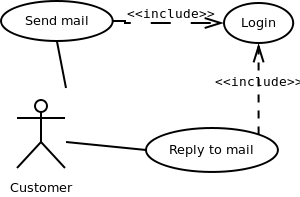 Send mail
<<include>>
Login
<<include>>
Reply to mail
Customer